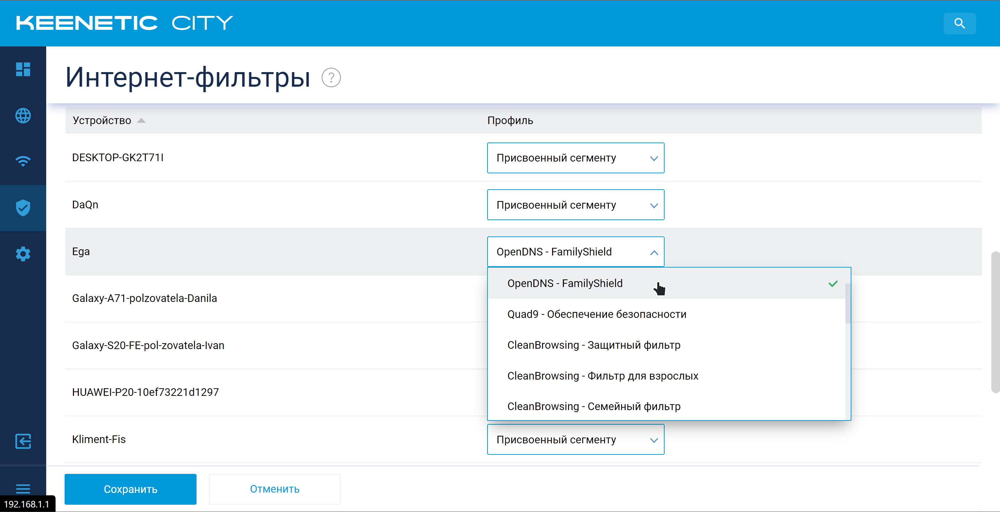 KEENETIC CITY
Интернет-фильтры ?
Устройство Профиль
DESKTOP-GK2T71I Присвоенный сегменту
DaQn Присвоенный сегменту
Ega OpenDNS - FamilyShield
OpenDNS - FamilyShield
Galaxy-A71-polzovatela-Danila
Quad9 - Обеспечение безопасности
Galaxy-S20-FE-pol-zovatela-Ivan
CleanBrowsing - Защитный фильтр
CleanBrowsing - Фильтр для взрослых
HUAWEI-P20-10ef73221d1297
CleanBrowsing - Семейный фильтр
Kliment-Fis Присвоенный сегменту
Сохранить Отменить
192.168.1.1